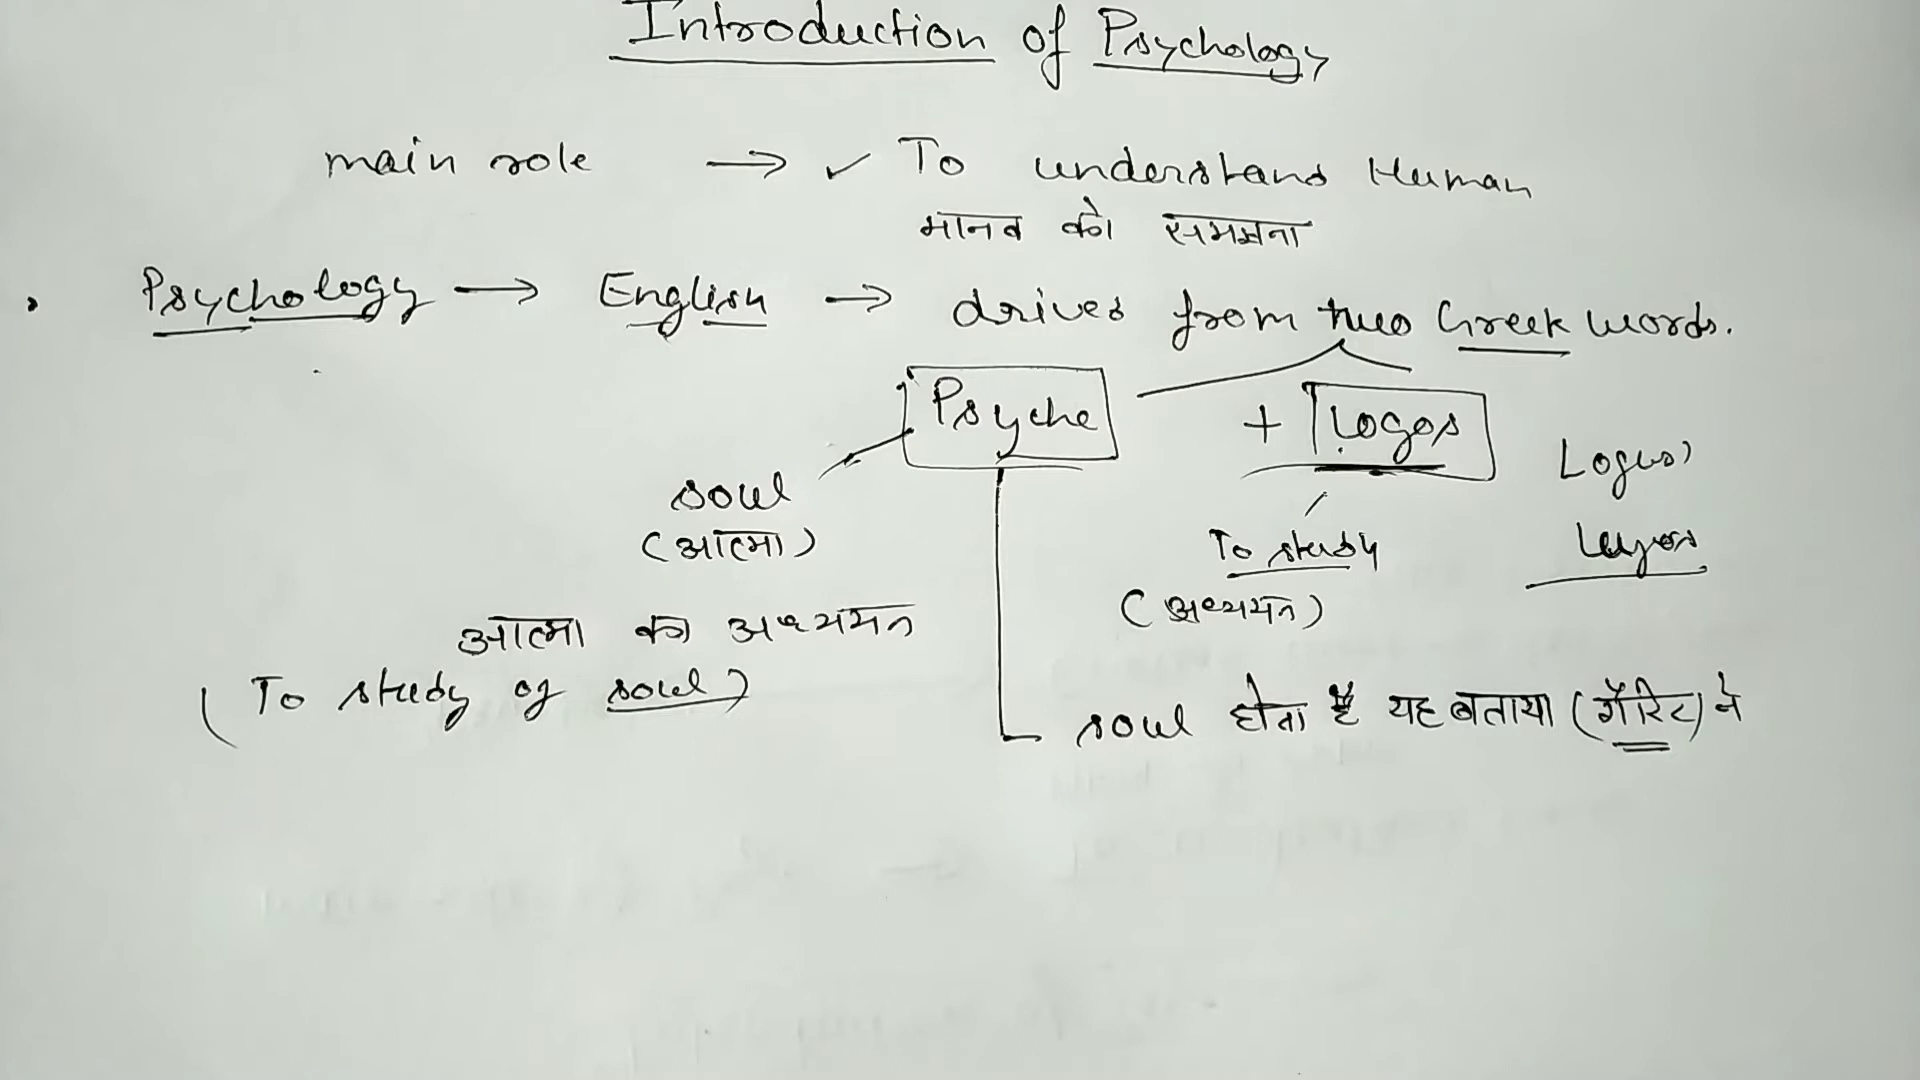 Introduction of Psychology
main role → ✓ To understand Human
मानव को समझना
Psychology → English → drives from two Greek words.
Psyche + Logos
Logus
soul
To study
(आत्मा)
(अध्ययन)
आत्मा का अध्ययन
(To study of soul)
soul होता है यह बताया (गॅरिट) ने